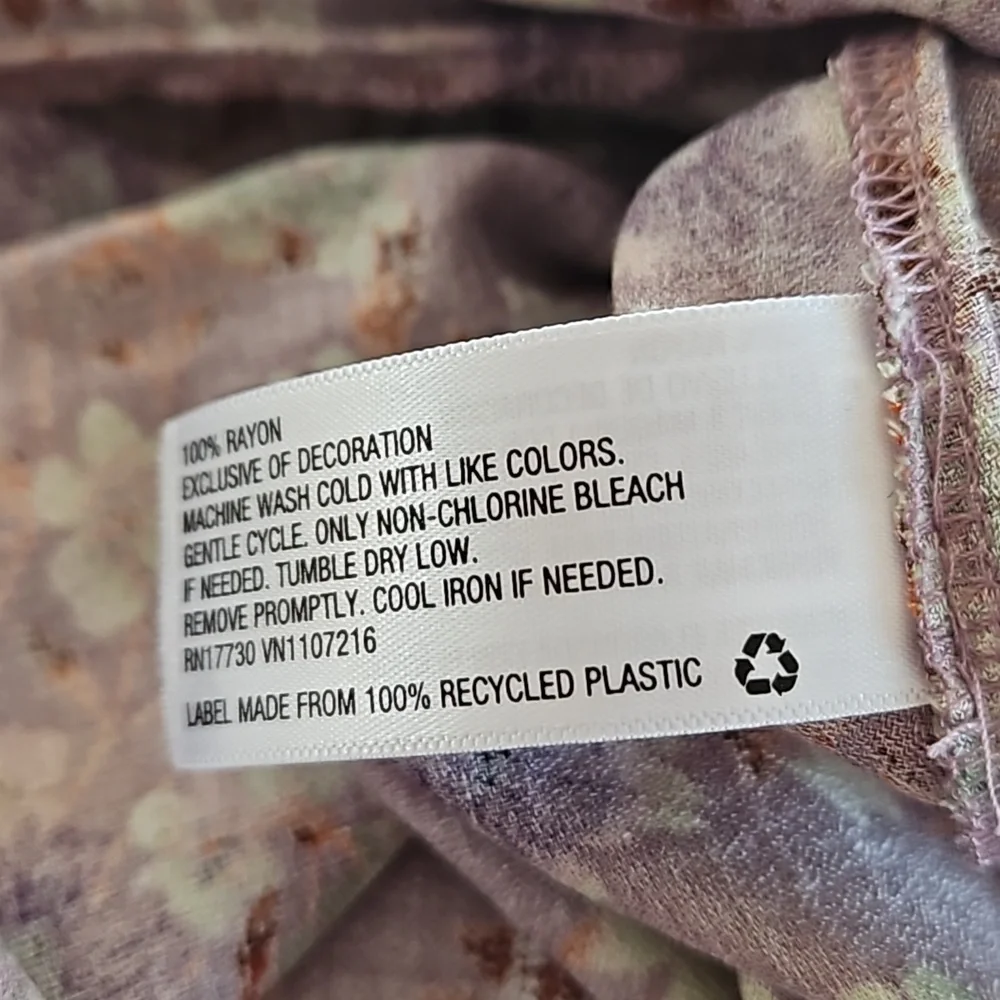 100% RAYON
EXCLUSIVE OF DECORATION
MACHINE WASH COLD WITH LIKE COLORS.
GENTLE CYCLE. ONLY NON-CHLORINE BLEACH
IF NEEDED. TUMBLE DRY LOW.
REMOVE PROMPTLY. COOL IRON IF NEEDED.
RN17730 VN1107216
LABEL MADE FROM 100% RECYCLED PLASTIC